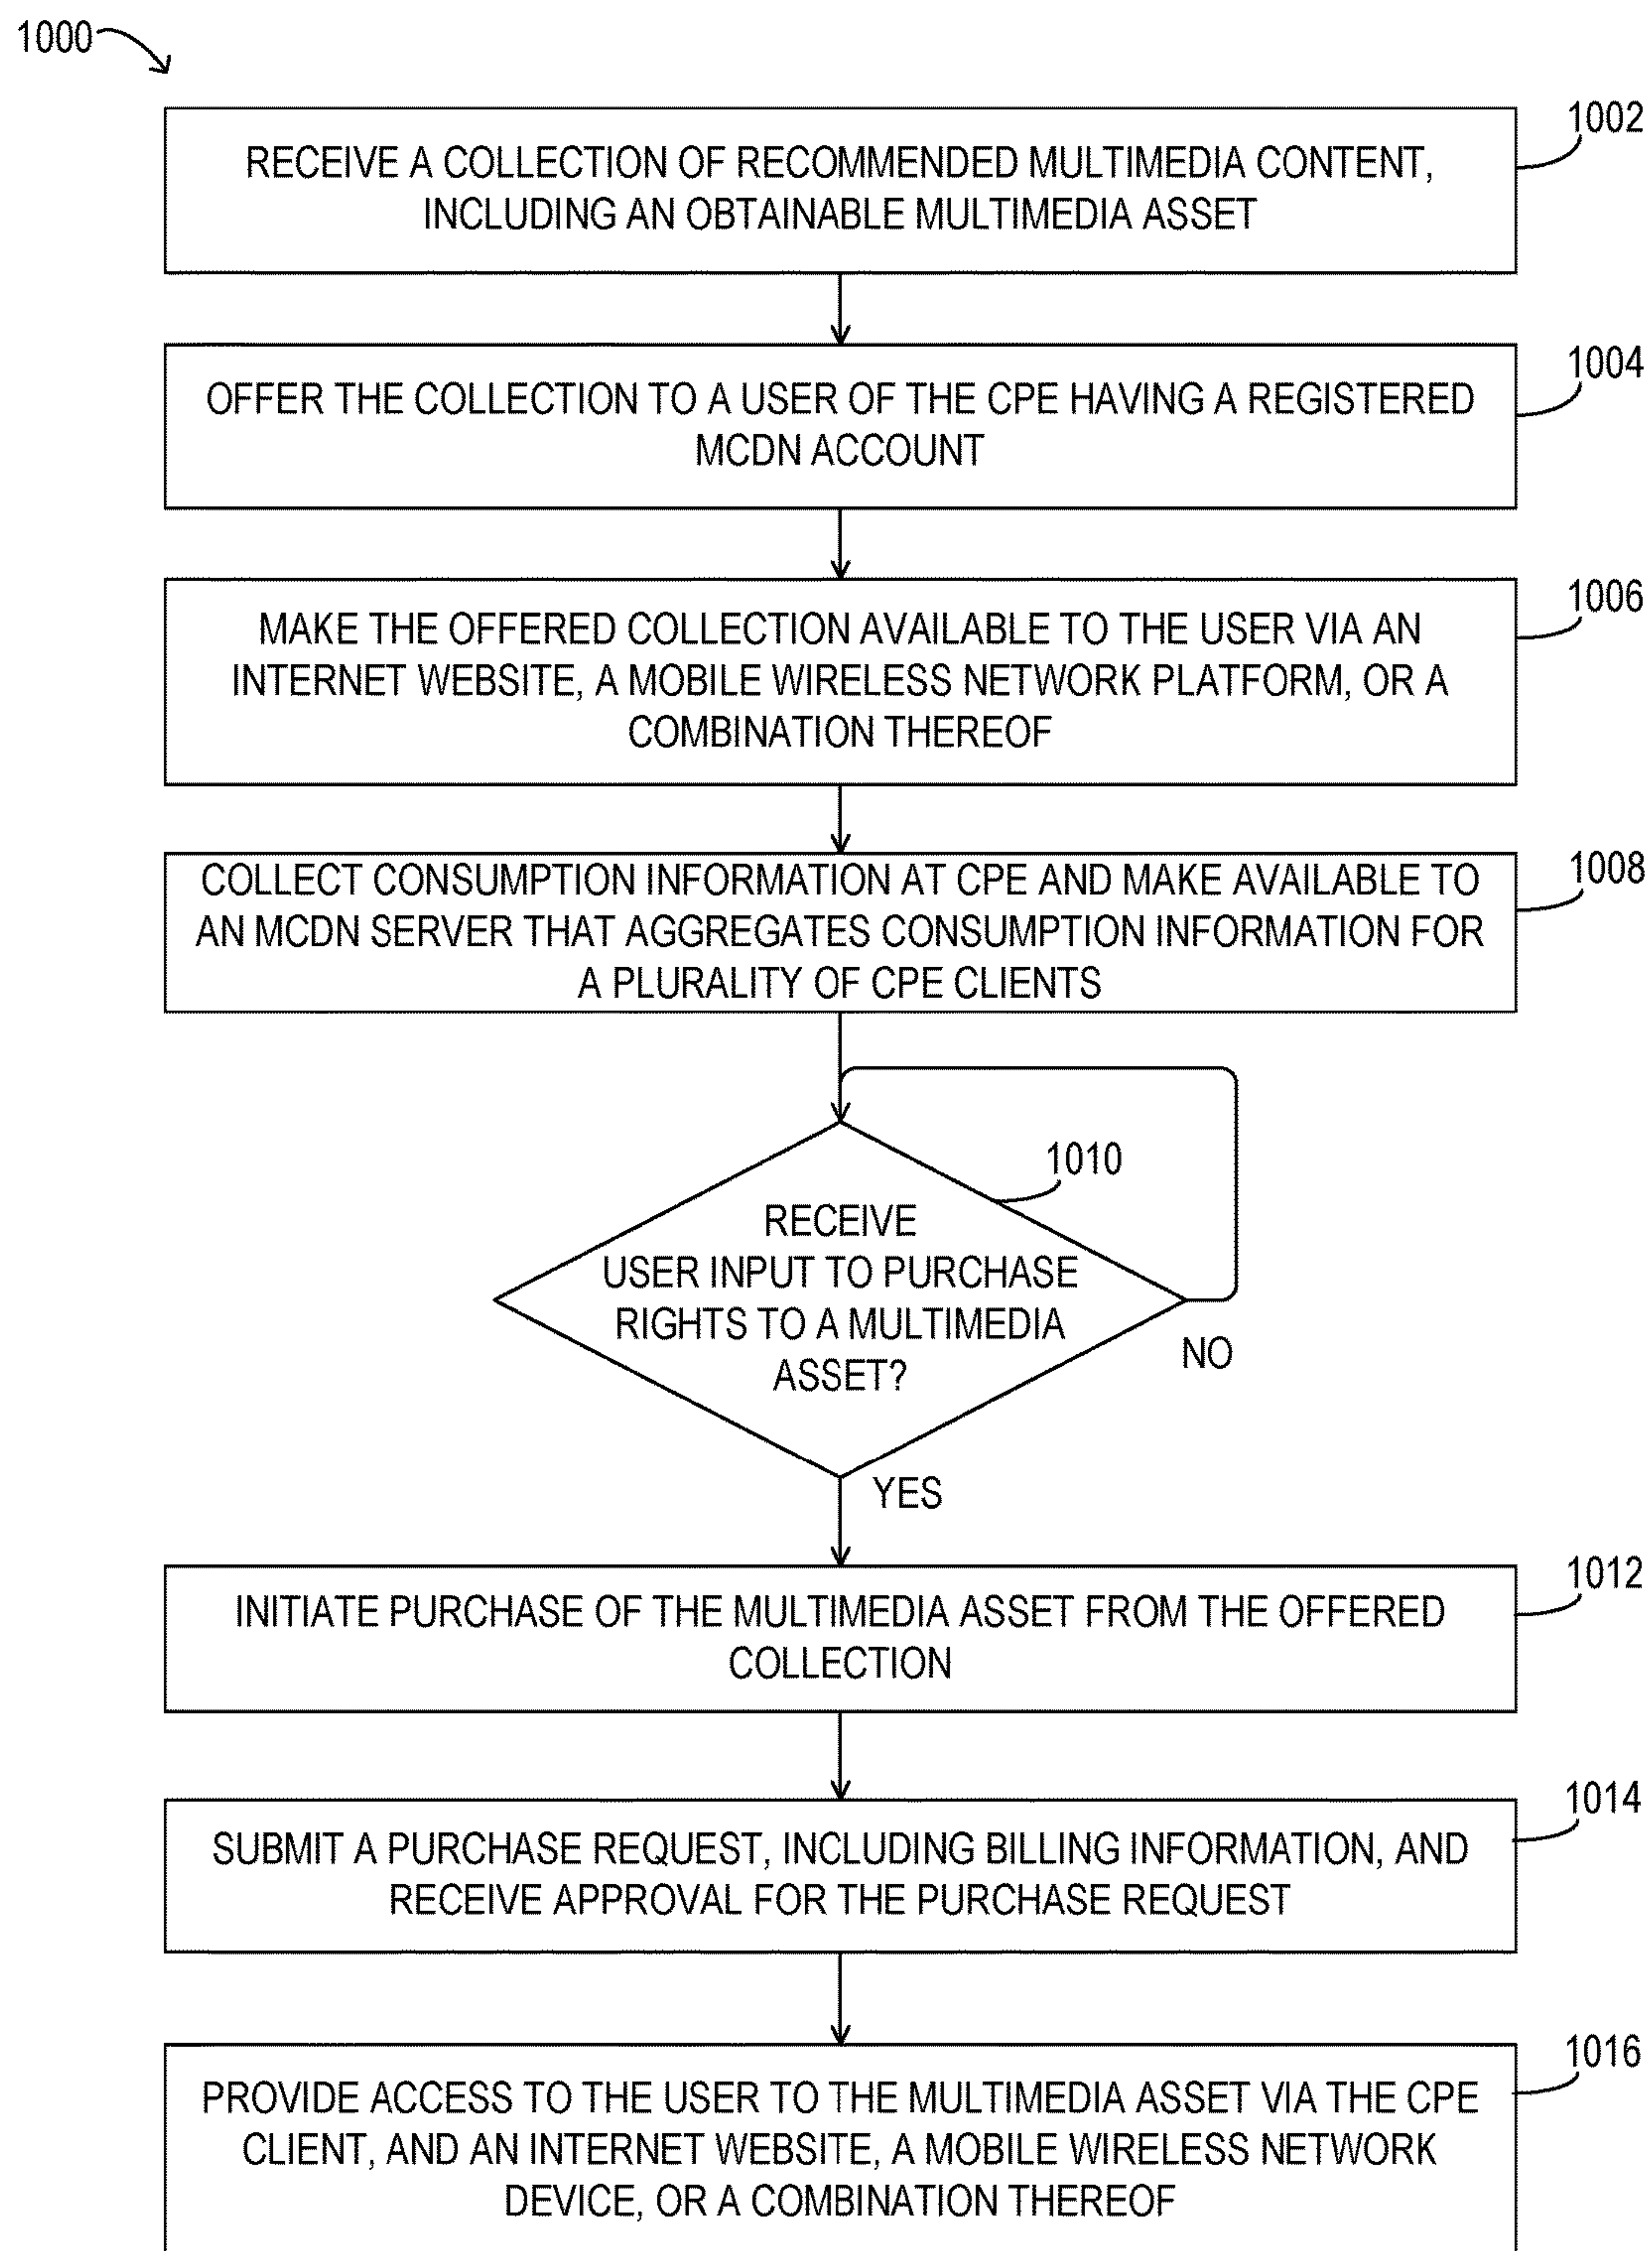 1000
1002
RECEIVE A COLLECTION OF RECOMMENDED MULTIMEDIA CONTENT,
INCLUDING AN OBTAINABLE MULTIMEDIA ASSET
1004
OFFER THE COLLECTION TO A USER OF THE CPE HAVING A REGISTERED
MCDN ACCOUNT
1006
MAKE THE OFFERED COLLECTION AVAILABLE TO THE USER VIA AN
INTERNET WEBSITE, A MOBILE WIRELESS NETWORK PLATFORM, OR A
COMBINATION THEREOF
1008
COLLECT CONSUMPTION INFORMATION AT CPE AND MAKE AVAILABLE TO
AN MCDN SERVER THAT AGGREGATES CONSUMPTION INFORMATION FOR
A PLURALITY OF CPE CLIENTS
1010
RECEIVE
USER INPUT TO PURCHASE
RIGHTS TO A MULTIMEDIA
ASSET?
NO
YES
1012
INITIATE PURCHASE OF THE MULTIMEDIA ASSET FROM THE OFFERED
COLLECTION
1014
SUBMIT A PURCHASE REQUEST, INCLUDING BILLING INFORMATION, AND
RECEIVE APPROVAL FOR THE PURCHASE REQUEST
1016
PROVIDE ACCESS TO THE USER TO THE MULTIMEDIA ASSET VIA THE CPE
CLIENT, AND AN INTERNET WEBSITE, A MOBILE WIRELESS NETWORK
DEVICE, OR A COMBINATION THEREOF